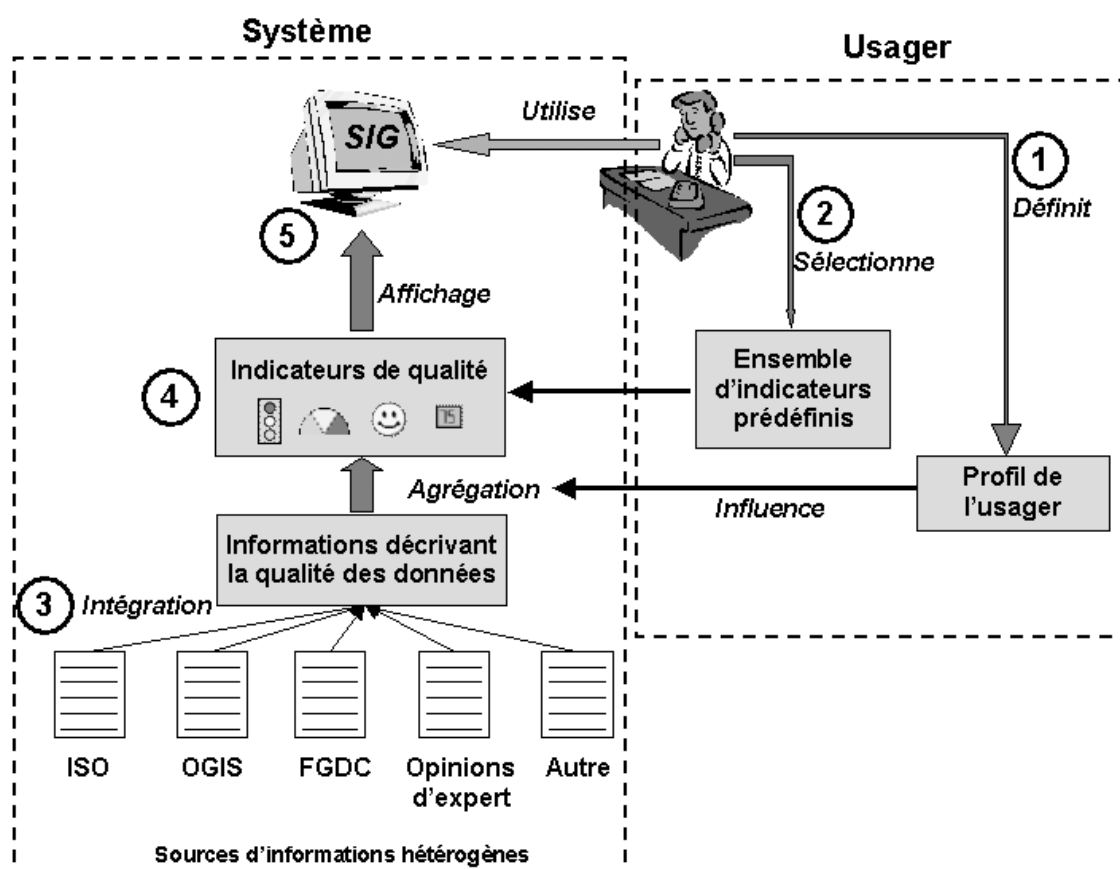 Système
Usager
Utilise
SIG
1
Définit
2
Sélectionne
5
Affichage
Ensemble
d'indicateurs
prédéfinis
4
Indicateurs de qualité
75
Profil de
l'usager
Agrégation
Influence
Informations décrivant
la qualité des données
3
Intégration
ISO
OGIS
FGDC
Opinions
d'expert
Autre
Sources d'informations hétérogènes